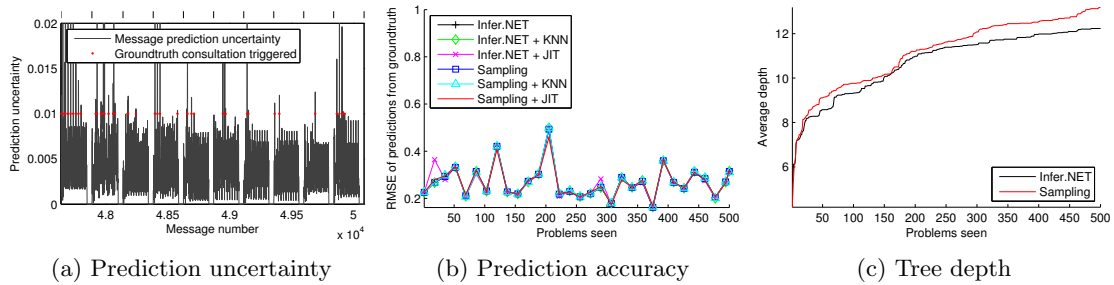 0.02
0.015
0.01
0.005
0
Prediction uncertainty
Message prediction uncertainty
Groundtruth consultation triggered
4.8
4.85
4.9
4.95
5
Message number
x 10⁴
(a) Prediction uncertainty
1
0.8
0.6
0.4
0.2
RMSE of predictions from groundtruth
Infer.NET
Infer.NET + KNN
Infer.NET + JIT
Sampling
Sampling + KNN
Sampling + JIT
50 100 150 200 250 300 350 400 450 500
Problems seen
(b) Prediction accuracy
12
10
8
6
Average depth
Infer.NET
Sampling
50 100 150 200 250 300 350 400 450 500
Problems seen
(c) Tree depth